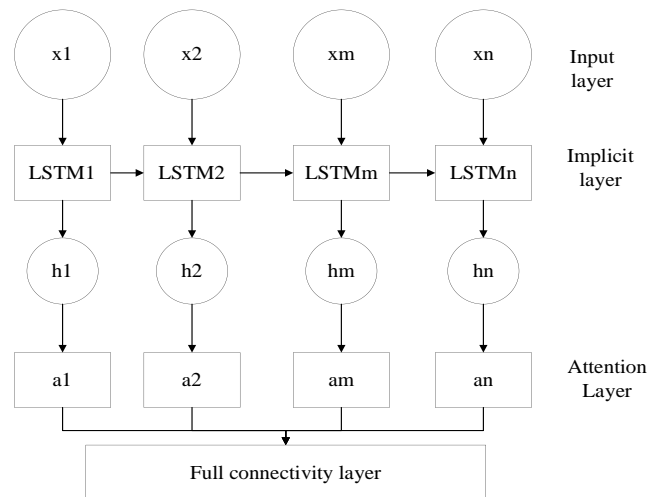 x1 x2 xm xn
Input
layer
LSTM1 LSTM2 LSTMm LSTMn
Implicit
layer
h1 h2 hm hn
a1 a2 am an
Attention
Layer
Full connectivity layer